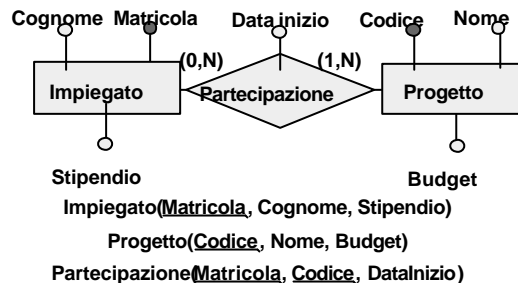 Cognome Matricola Data inizio Codice Nome
(0,N) (1,N)
Impiegato Partecipazione Progetto
Stipendio Budget
Impiegato(Matricola, Cognome, Stipendio)
Progetto(Codice, Nome, Budget)
Partecipazione(Matricola, Codice, DataInizio)